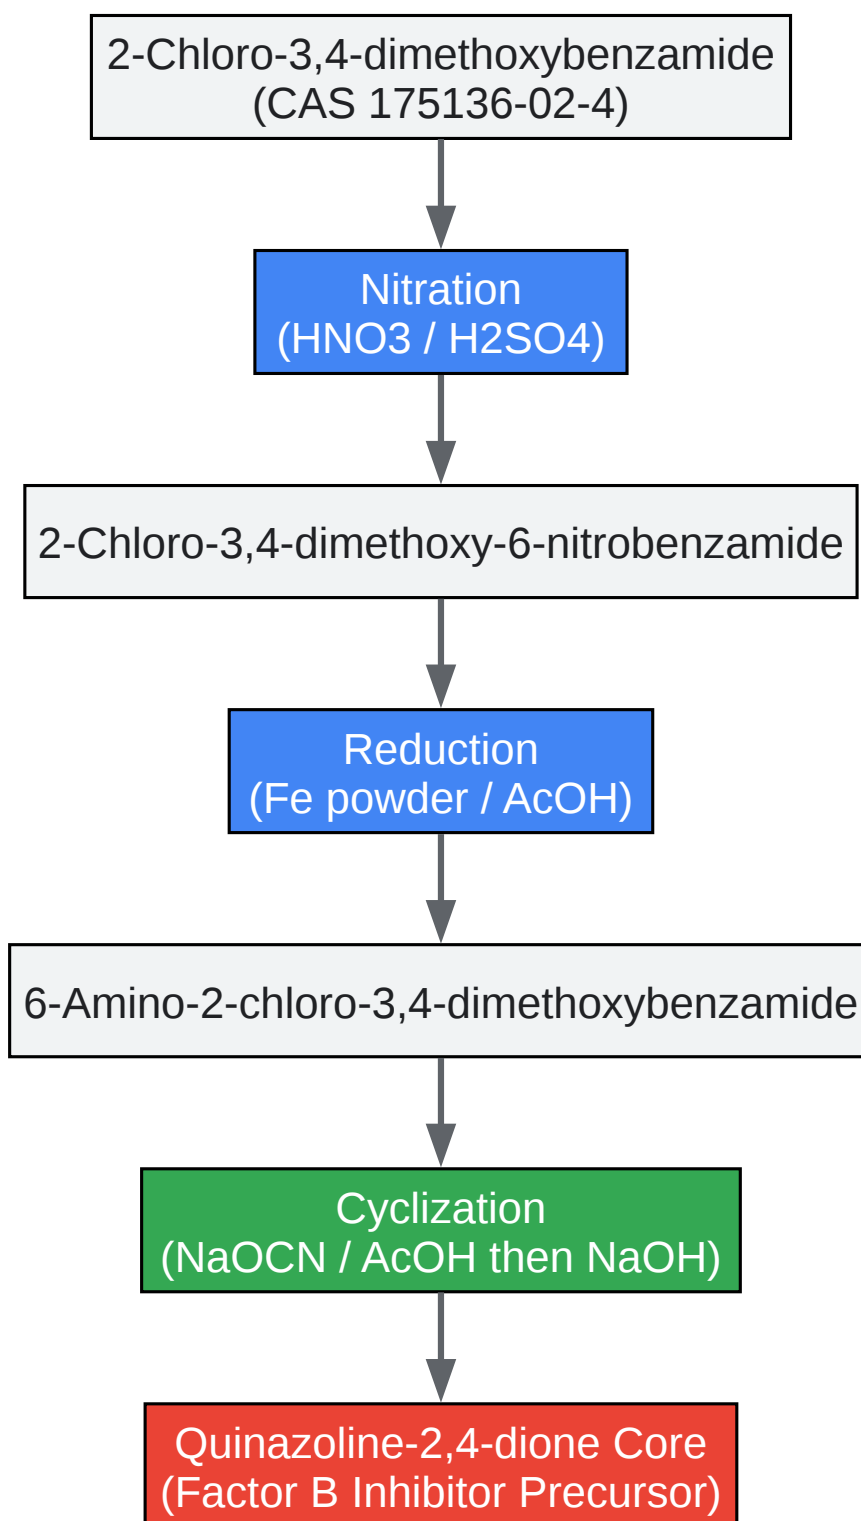 2-Chloro-3,4-dimethoxybenzamide
(CAS 175136-02-4)
Nitration
(HNO3 / H2SO4)
2-Chloro-3,4-dimethoxy-6-nitrobenzamide
Reduction
(Fe powder / AcOH)
6-Amino-2-chloro-3,4-dimethoxybenzamide
Cyclization
(NaOCN / AcOH then NaOH)
Quinazoline-2,4-dione Core
(Factor B Inhibitor Precursor)